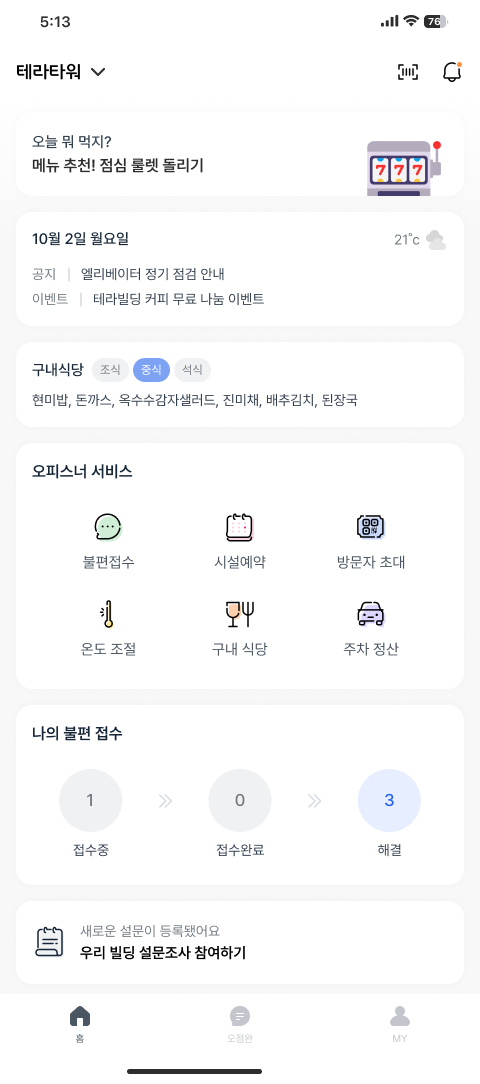 5:13
76
테라타워
오늘 뭐 먹지?
메뉴 추천! 점심 룰렛 돌리기
7 7 7
10월 2일 월요일
21°c
공지 | 엘리베이터 정기 점검 안내
이벤트 | 테라빌딩 커피 무료 나눔 이벤트
구내식당 조식 중식 석식
현미밥, 돈까스, 옥수수감자샐러드, 진미채, 배추김치, 된장국
오피스너 서비스
불편접수 시설예약 방문자 초대
온도 조절 구내 식당 주차 정산
나의 불편 접수
1 0 3
접수중 접수완료 해결
새로운 설문이 등록됐어요
우리 빌딩 설문조사 참여하기
홈 오점완 MY